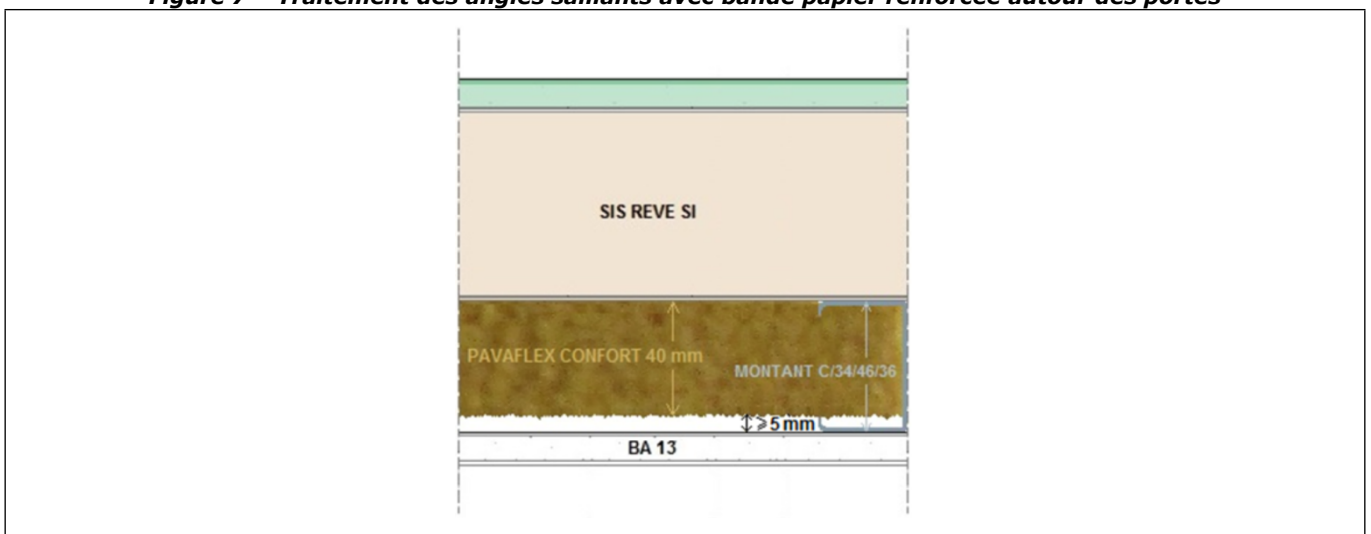 Figure 7 – Traitement des angles saillants avec bande papier renforcée autour des portes
SIS REVE SI
PAVAFLEX CONFORT 40 mm
MONTANT C/34/46/36
⩾5 mm
BA 13